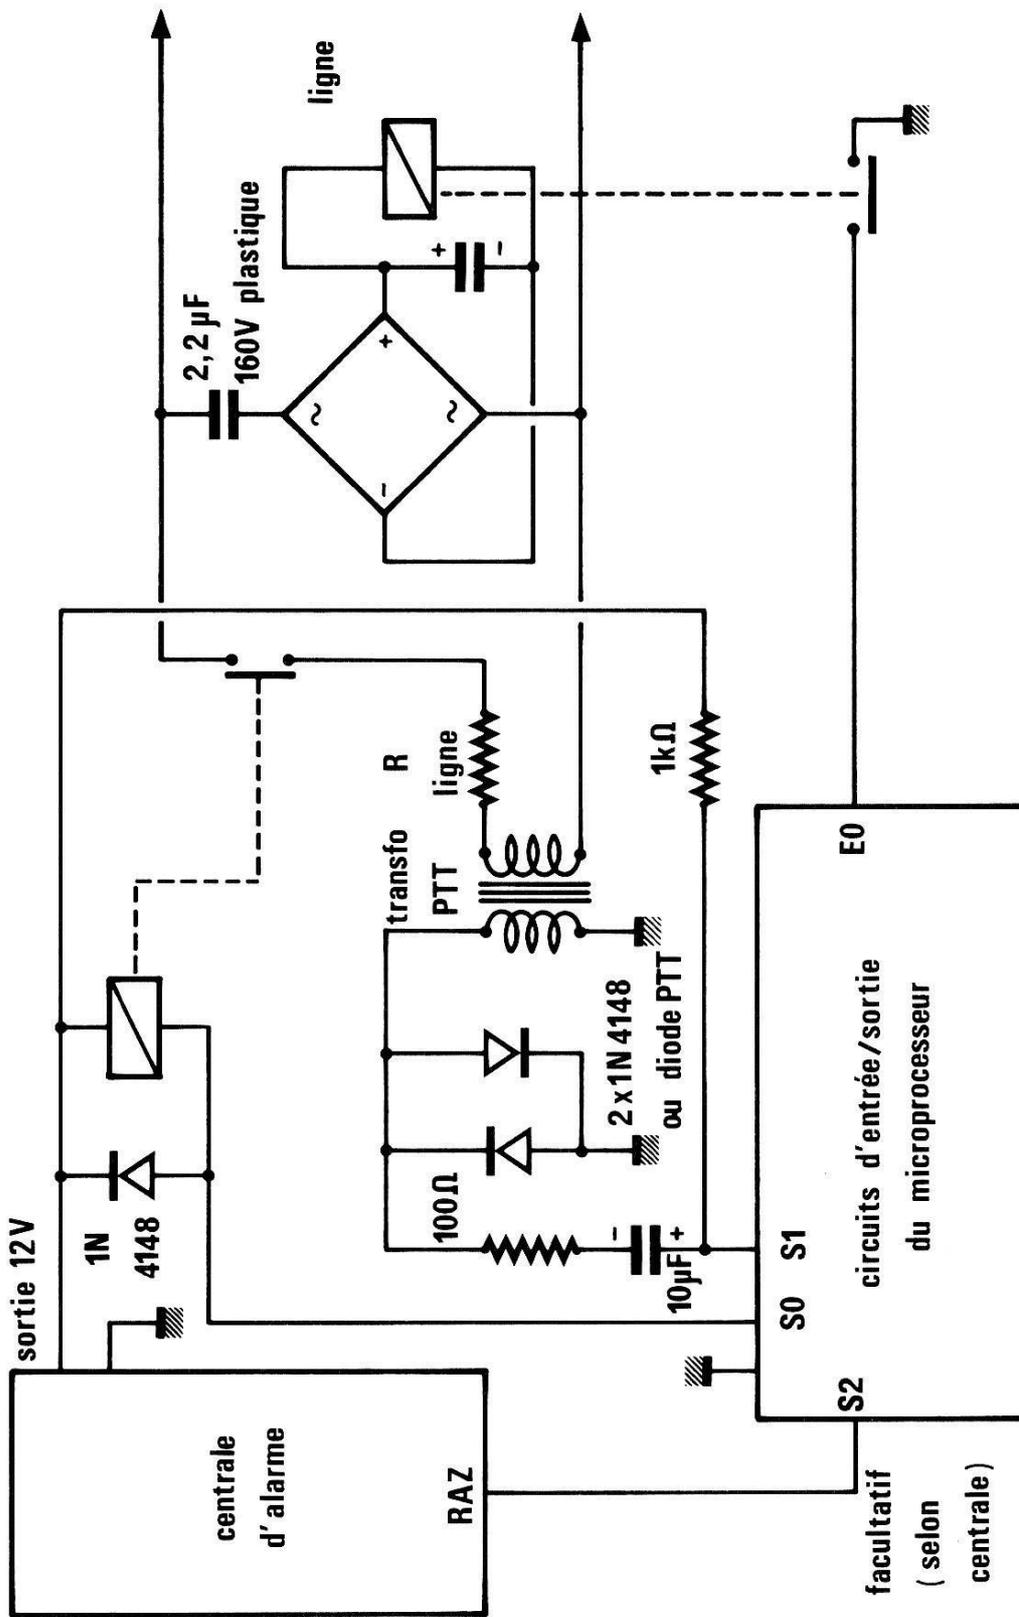 sortie 12V
centrale
d'alarme
RAZ
1N
4148
100Ω
-
10µF +
2x1N4148
ou diode PTT
transfo
PTT
R
ligne
1kΩ
2,2µF
160V plastique
~
-
+
~
+
-
ligne
facultatif
(selon
centrale)
S2
S0
S1
E0
circuits d'entrée/sortie
du microprocesseur